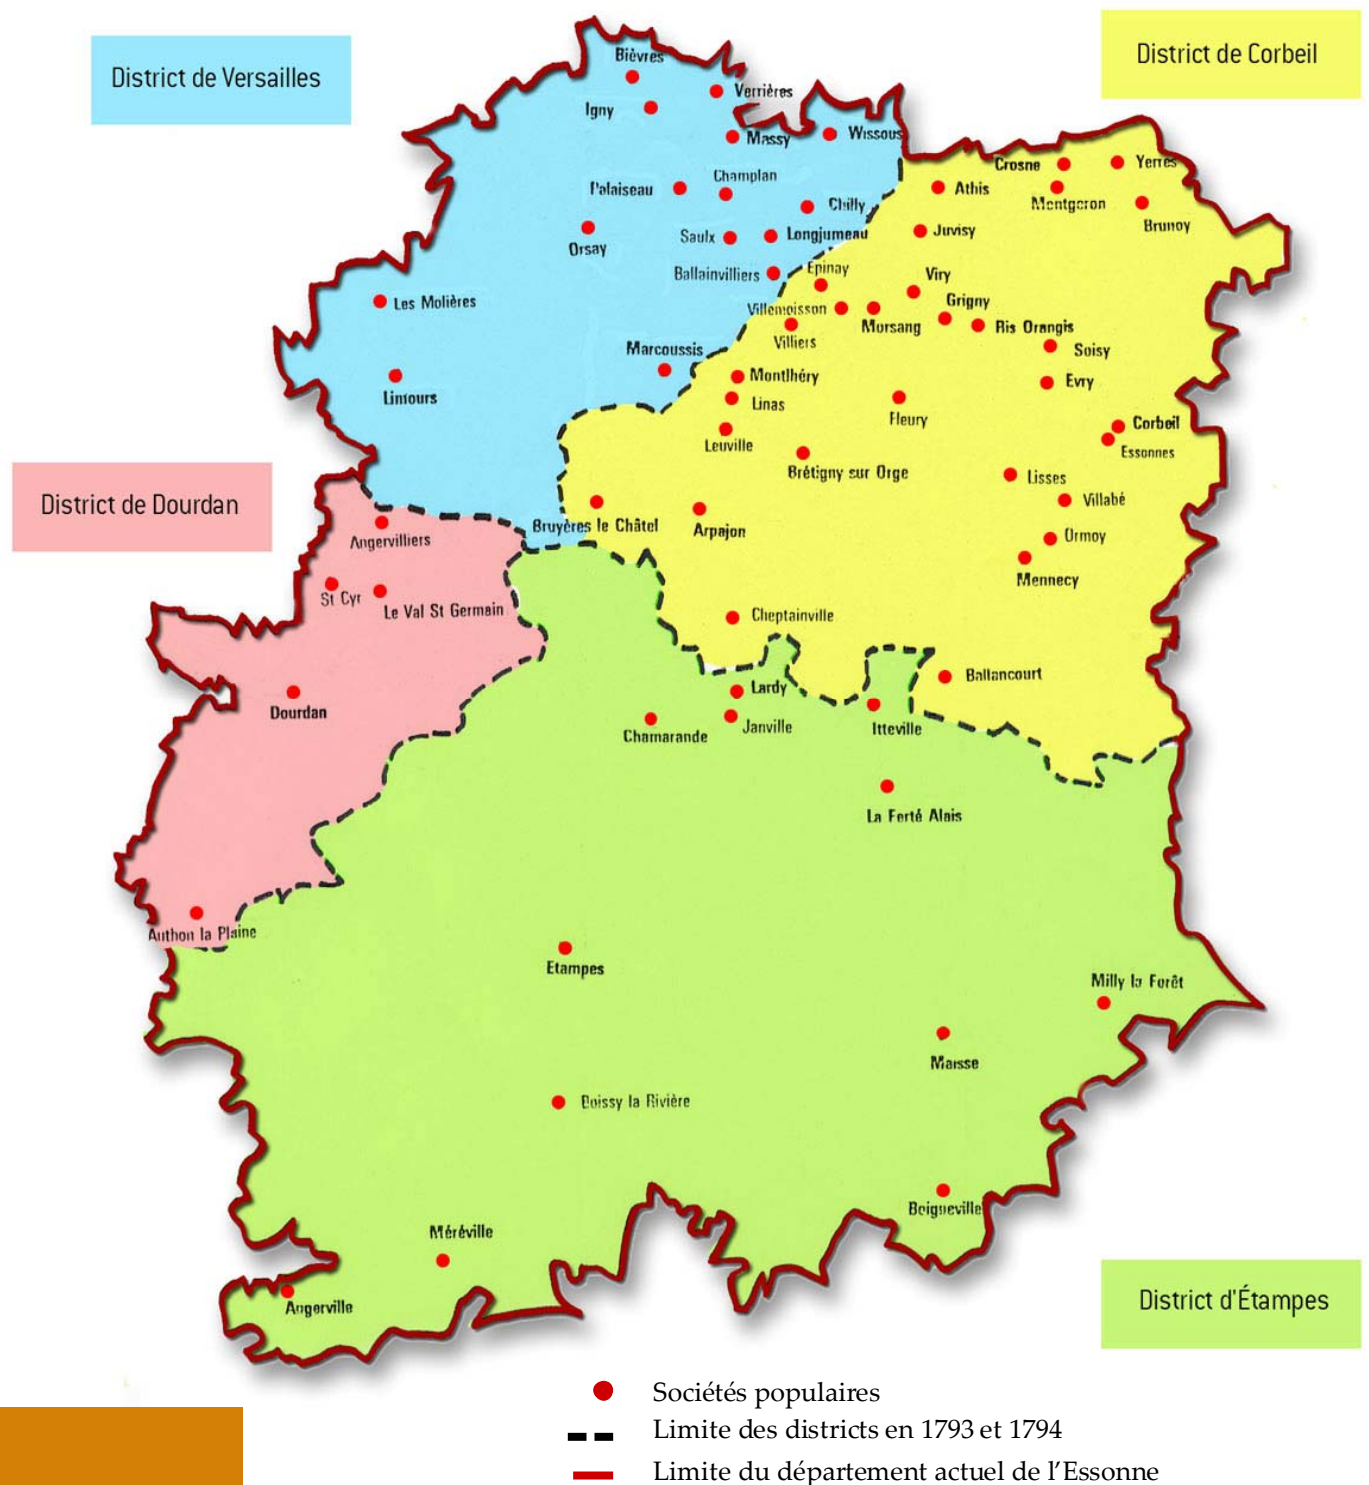 District de Versailles
District de Corbeil
Bièvres
Verrières
Igny
Massy
Wissous
Crosne
Yerres
Champlan
Palaiseau
Athis
Montgeron
Chilly
Brunoy
Orsay
Saulx
Longjumeau
Juvisy
Ballainvilliers
Epinay
Viry
Les Molières
Villemoisson
Grigny
Morsang
Ris Orangis
Villiers
Marcoussis
Soisy
Montlhéry
Evry
Limours
Linas
Fleury
Corbeil
Leuville
Essonnes
Brétigny sur Orge
Lisses
District de Dourdan
Villabé
Bruyères le Châtel
Arpajon
Angervilliers
Ormoy
Mennecy
St Cyr
Le Val St Germain
Cheptainville
Ballancourt
Lardy
Dourdan
Chamarande
Janville
Itteville
La Ferté Alais
Authon la Plaine
Etampes
Milly la Forêt
Maisse
Boissy la Rivière
Boigneville
Méréville
Angerville
District d'Étampes
Sociétés populaires
Limite des districts en 1793 et 1794
Limite du département actuel de l'Essonne